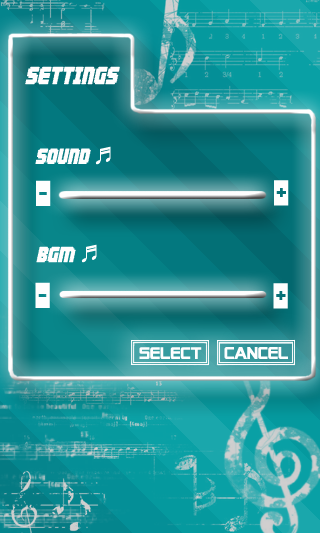 SETTINGS
SOUND
-
+
BGM
-
+
SELECT CANCEL